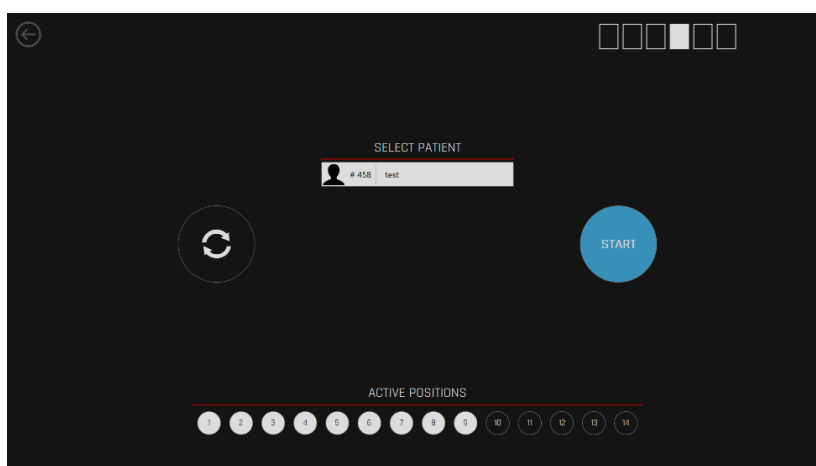 SELECT PATIENT
# 458 test
START
ACTIVE POSITIONS
1 2 3 4 5 6 7 8 9 10 11 12 13 14